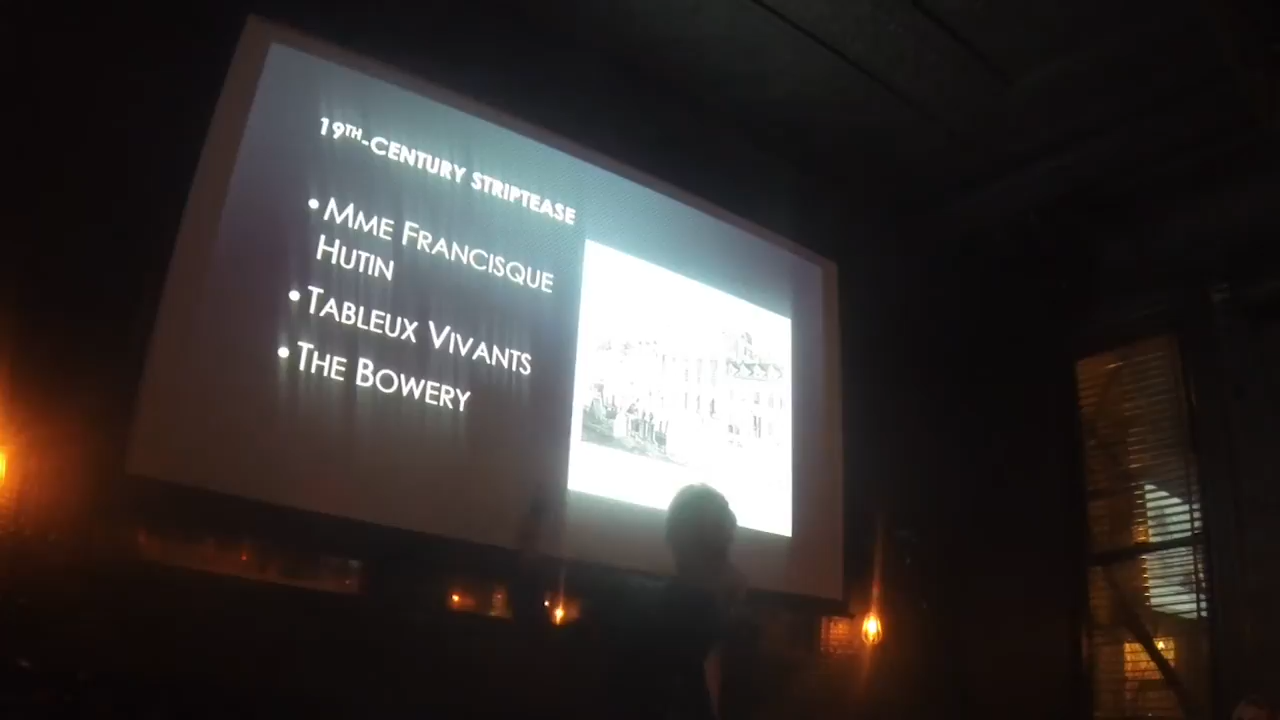 19TH-CENTURY STRIPTEASE
• MME FRANCISQUE
HUTIN
• TABLEUX VIVANTS
• THE BOWERY